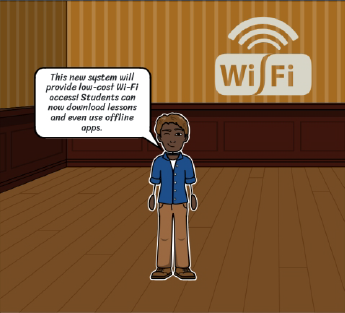 This new system will
provide low-cost Wi-Fi
access! Students can
now download lessons
and even use offline
apps.
WiFi